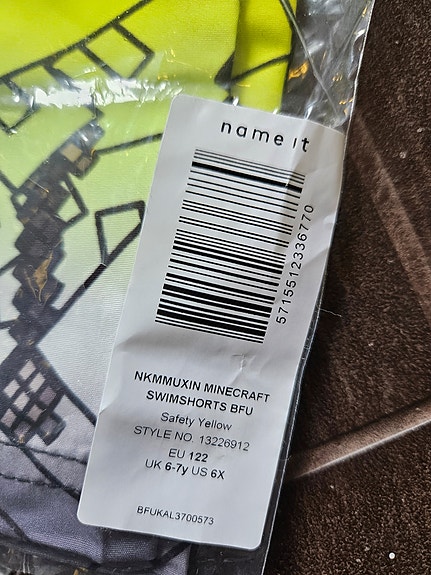 name it
5715512336770
NKMMUXIN MINECRAFT
SWIMSHORTS BFU
Safety Yellow
STYLE NO. 13226912
EU 122
UK 6-7y US 6X
BFUKAL3700573